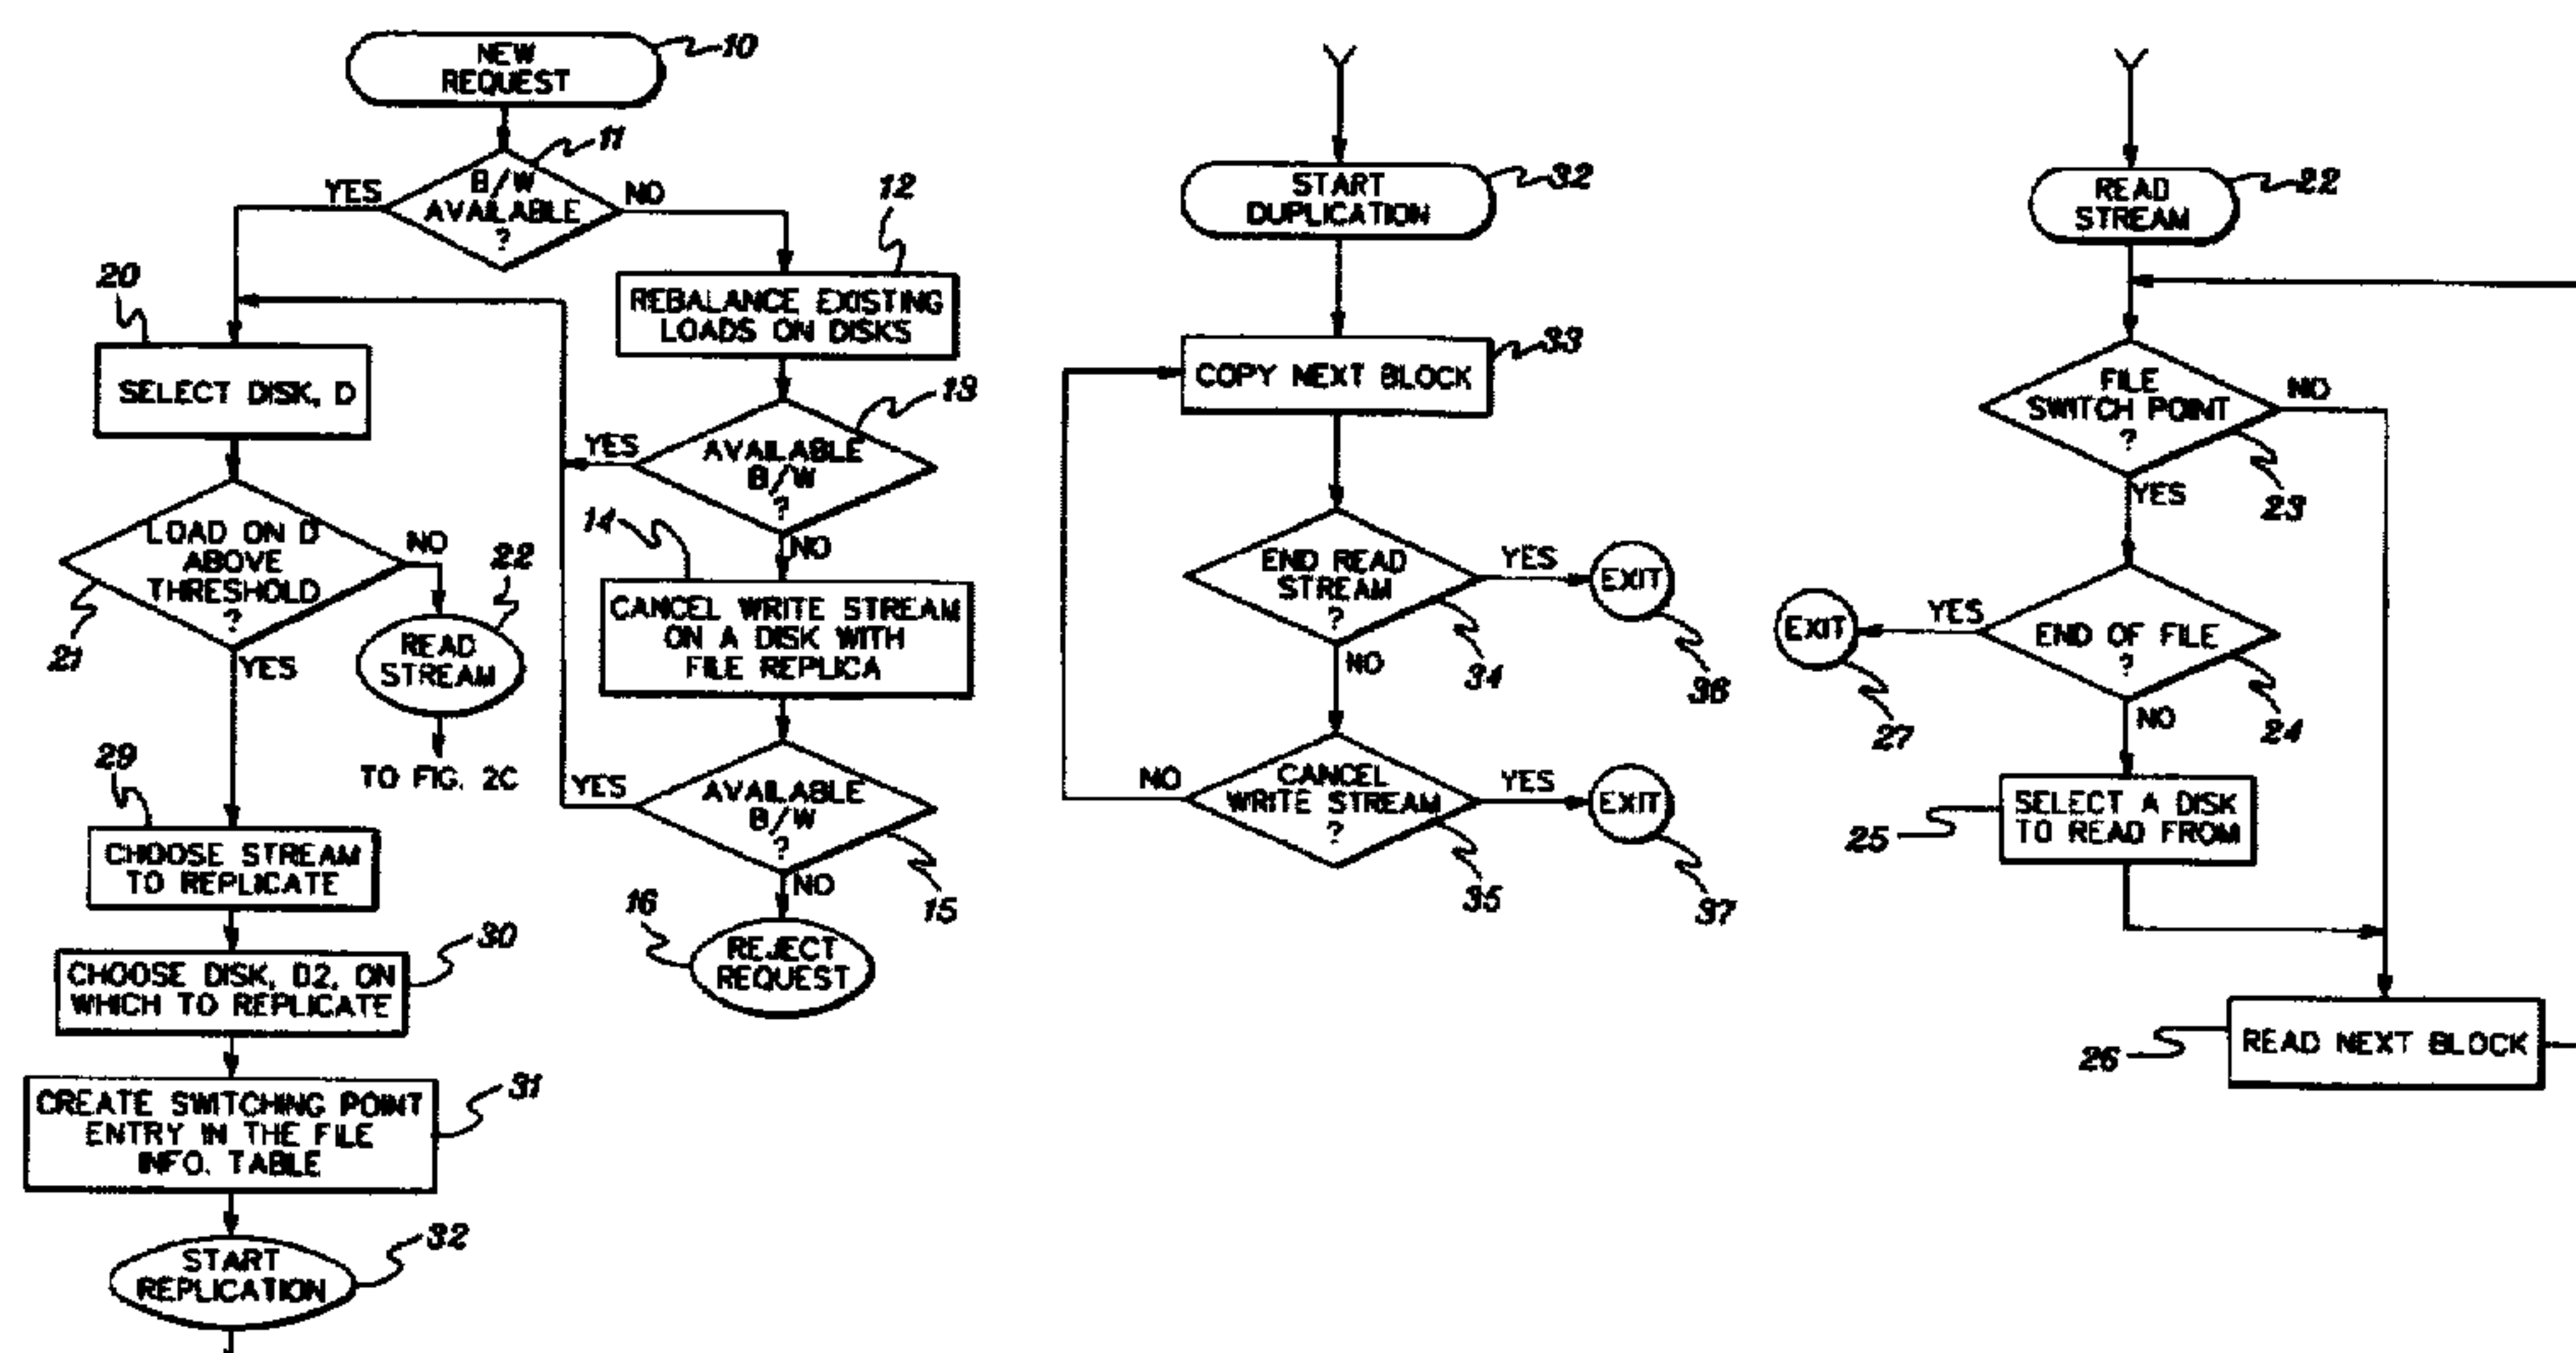 NEW
REQUEST
10
11
B/W
AVAILABLE
?
YES
NO
12
REBALANCE EXISTING
LOADS ON DISKS
20
SELECT DISK, D
13
AVAILABLE
B/W
?
YES
NO
LOAD ON D
ABOVE
THRESHOLD
?
21
NO
YES
22
READ
STREAM
TO FIG. 2C
14
CANCEL WRITE STREAM
ON A DISK WITH
FILE REPLICA
AVAILABLE
B/W
?
YES
NO
15
16
REJECT
REQUEST
29
CHOOSE STREAM
TO REPLICATE
30
CHOOSE DISK, D2, ON
WHICH TO REPLICATE
31
CREATE SWITCHING POINT
ENTRY IN THE FILE
INFO. TABLE
32
START
REPLICATION
START
DUPLICATION
32
33
COPY NEXT BLOCK
END READ
STREAM
?
34
YES
EXIT
36
NO
CANCEL
WRITE STREAM
?
35
NO
YES
EXIT
37
READ
STREAM
22
FILE
SWITCH POINT
?
NO
23
YES
END OF FILE
?
24
YES
EXIT
27
NO
SELECT A DISK
TO READ FROM
25
READ NEXT BLOCK
26